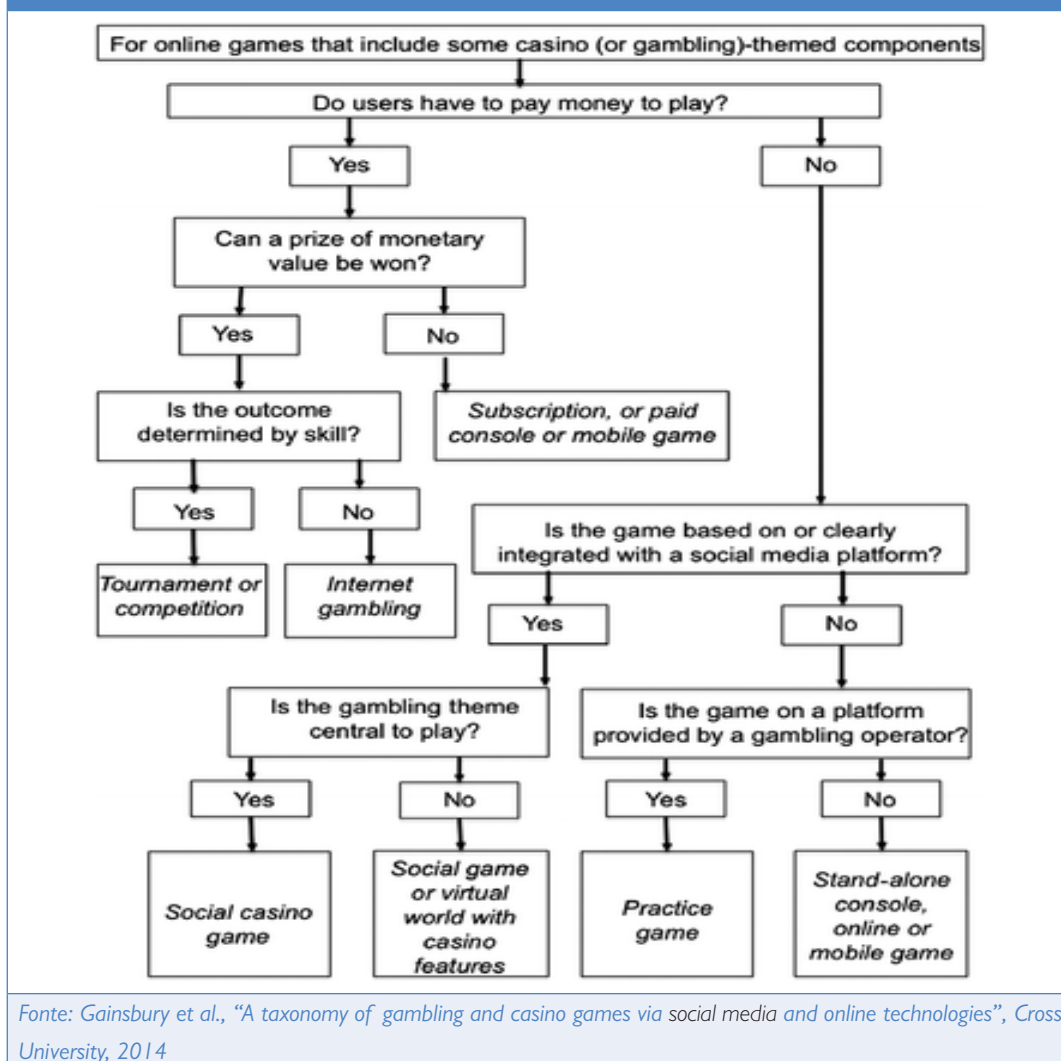 For online games that include some casino (or gambling)-themed components
Do users have to pay money to play?
Yes
No
Can a prize of monetary
value be won?
Yes
No
Is the outcome
determined by skill?
Subscription, or paid
console or mobile game
Yes
No
Is the game based on or clearly
integrated with a social media platform?
Tournament or
competition
Internet
gambling
Yes
No
Is the gambling theme
central to play?
Is the game on a platform
provided by a gambling operator?
Yes
No
Yes
No
Social casino
game
Social game
or virtual
world with
casino
features
Practice
game
Stand-alone
console,
online or
mobile game
Fonte: Gainsbury et al., “A taxonomy of gambling and casino games via social media and online technologies”, Cross
University, 2014